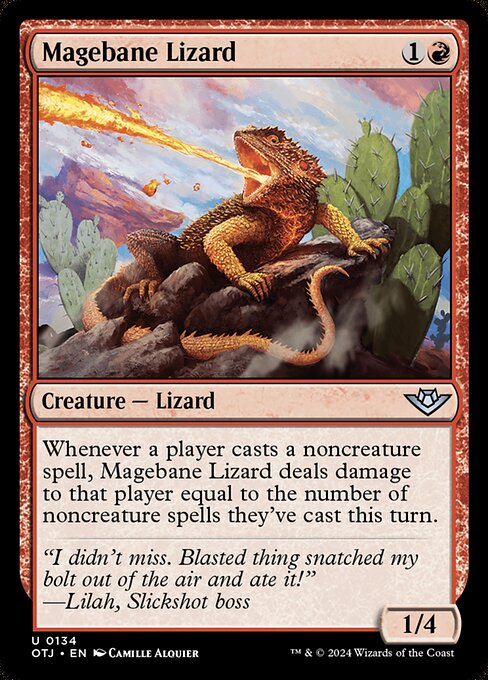 Magebane Lizard 1
Creature — Lizard
Whenever a player casts a noncreature
spell, Magebane Lizard deals damage
to that player equal to the number of
noncreature spells they’ve cast this turn.
“I didn’t miss. Blasted thing snatched my
bolt out of the air and ate it!”
—Lilah, Slickshot boss
1/4
U 0134
OTJ • EN Camille Alquier
™ & © 2024 Wizards of the Coast